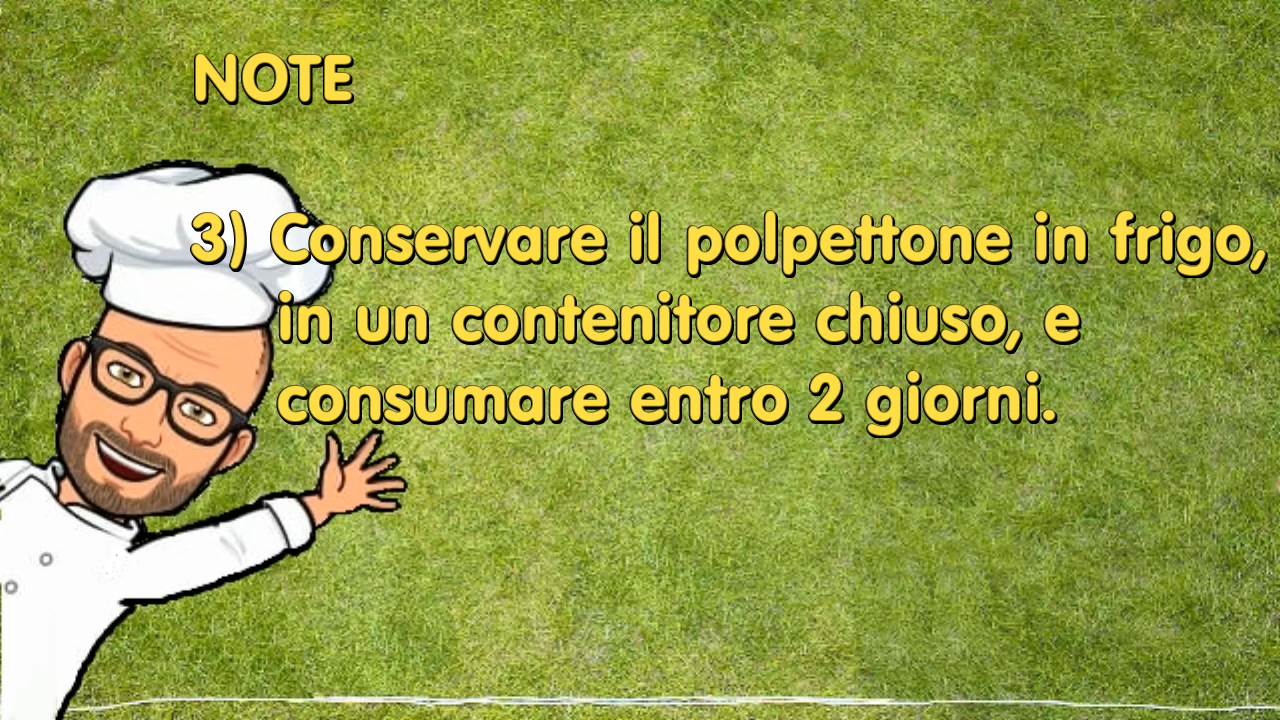 NOTE
3) Conservare il polpettone in frigo,
in un contenitore chiuso, e
consumare entro 2 giorni.